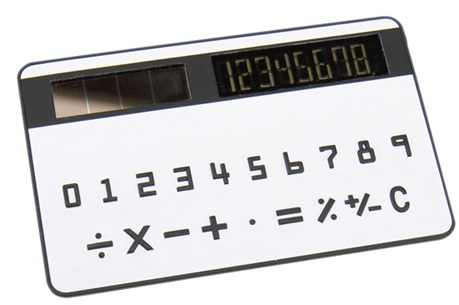 12345678
0 1 2 3 4 5 6 7 8 9
÷ X − + · = % +/− C